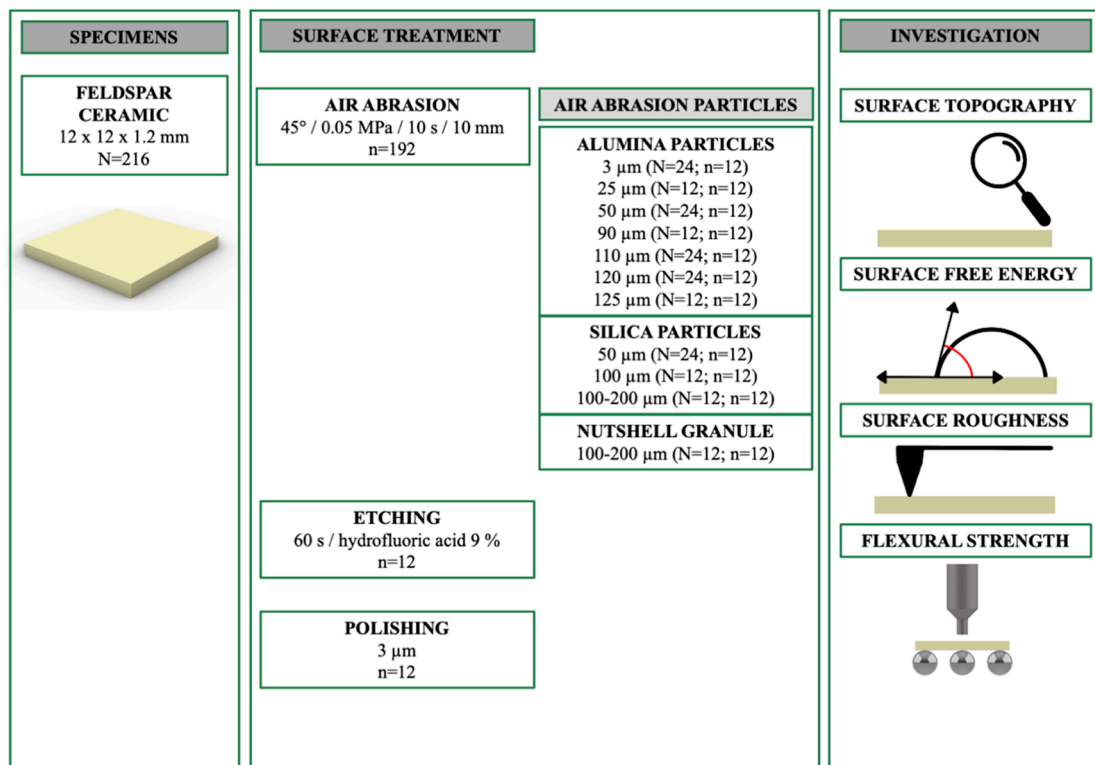 SPECIMENS
FELDSPAR
CERAMIC
12 x 12 x 1.2 mm
N=216
SURFACE TREATMENT
AIR ABRASION
45° / 0.05 MPa / 10 s / 10 mm
n=192
AIR ABRASION PARTICLES
ALUMINA PARTICLES
3 µm (N=24; n=12)
25 µm (N=12; n=12)
50 µm (N=24; n=12)
90 µm (N=12; n=12)
110 µm (N=24; n=12)
120 µm (N=24; n=12)
125 µm (N=12; n=12)
SILICA PARTICLES
50 µm (N=24; n=12)
100 µm (N=12; n=12)
100-200 µm (N=12; n=12)
NUTSHELL GRANULE
100-200 µm (N=12; n=12)
ETCHING
60 s / hydrofluoric acid 9 %
n=12
POLISHING
3 µm
n=12
INVESTIGATION
SURFACE TOPOGRAPHY
SURFACE FREE ENERGY
SURFACE ROUGHNESS
FLEXURAL STRENGTH